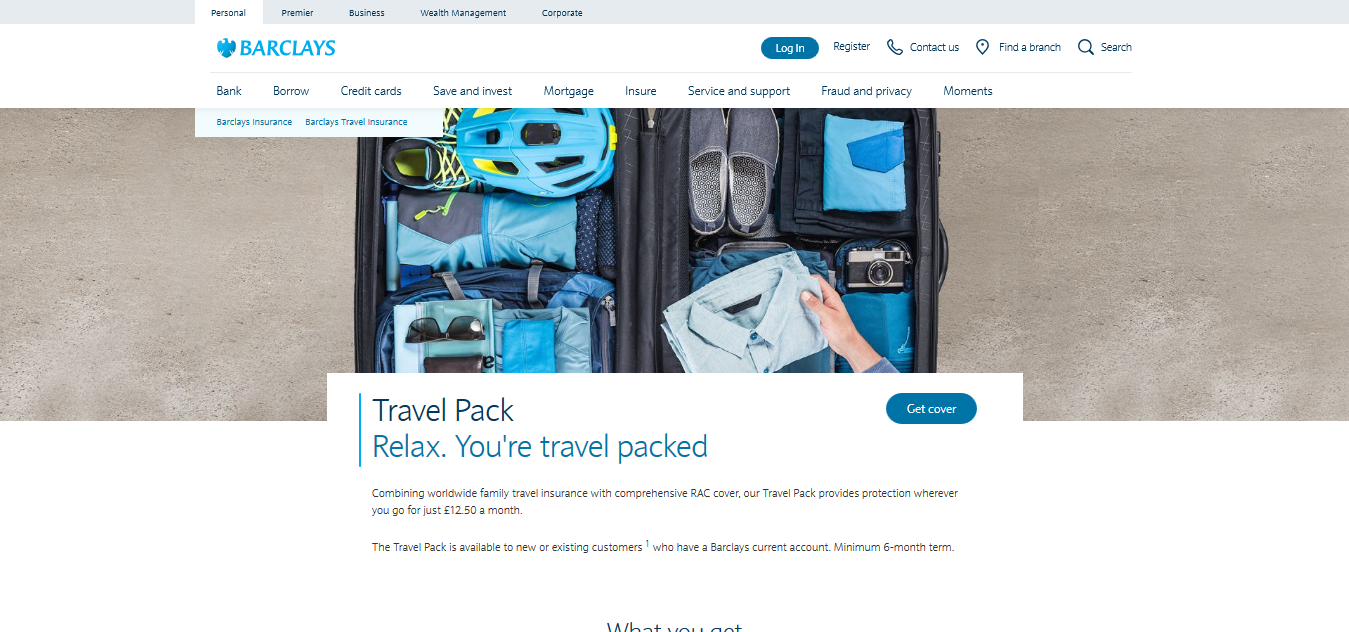 Personal
Premier
Business
Wealth Management
Corporate
BARCLAYS
Log In
Register
Contact us
Find a branch
Search
Bank
Borrow
Credit cards
Save and invest
Mortgage
Insure
Service and support
Fraud and privacy
Moments
Barclays Insurance
Barclays Travel Insurance
Travel Pack
Get cover
Relax. You're travel packed
Combining worldwide family travel insurance with comprehensive RAC cover, our Travel Pack provides protection wherever
you go for just £12.50 a month.
The Travel Pack is available to new or existing customers 1 who have a Barclays current account. Minimum 6-month term.
What you get